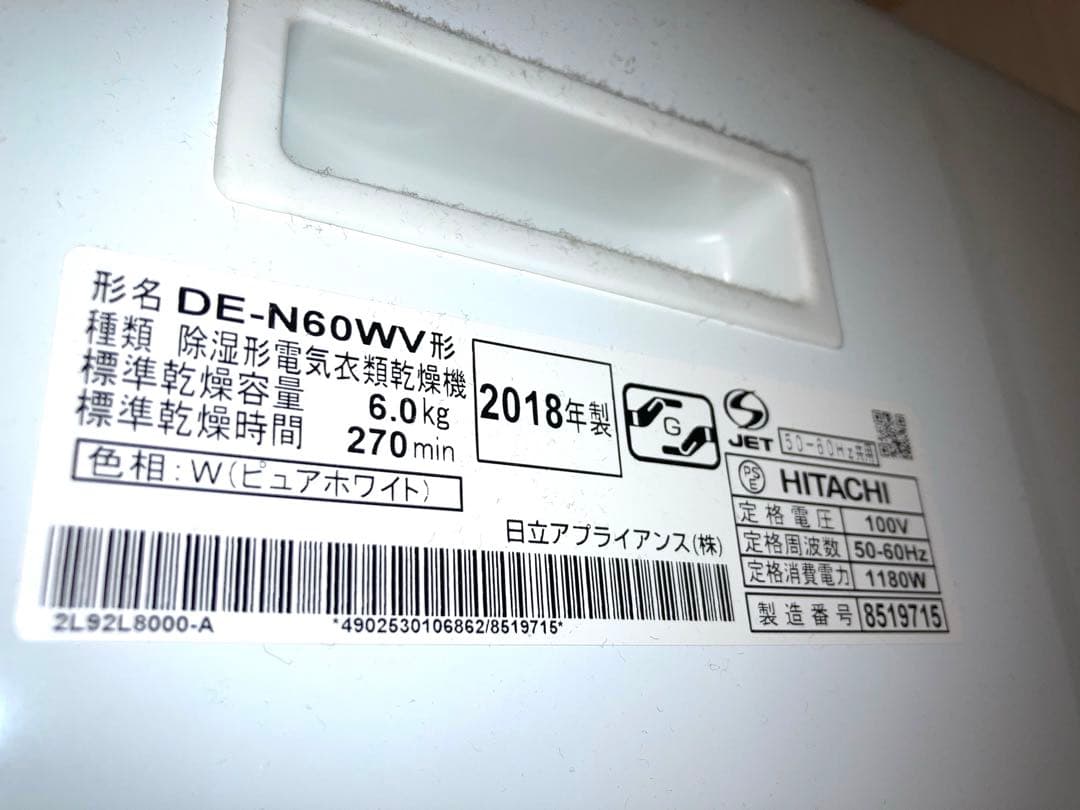 形名 DE-N60WV形
種類 除湿形電気衣類乾燥機
標準乾燥容量 6.0kg
標準乾燥時間 270min
色相:W(ピュアホワイト)
2018年製
G
JET
50-60Hz共用
PS
E
HITACHI
定格電圧 100V
定格周波数 50-60Hz
定格消費電力 1180W
製造番号 8519715
日立アプライアンス(株)
2L92L8000-A
*4902530106862/8519715*